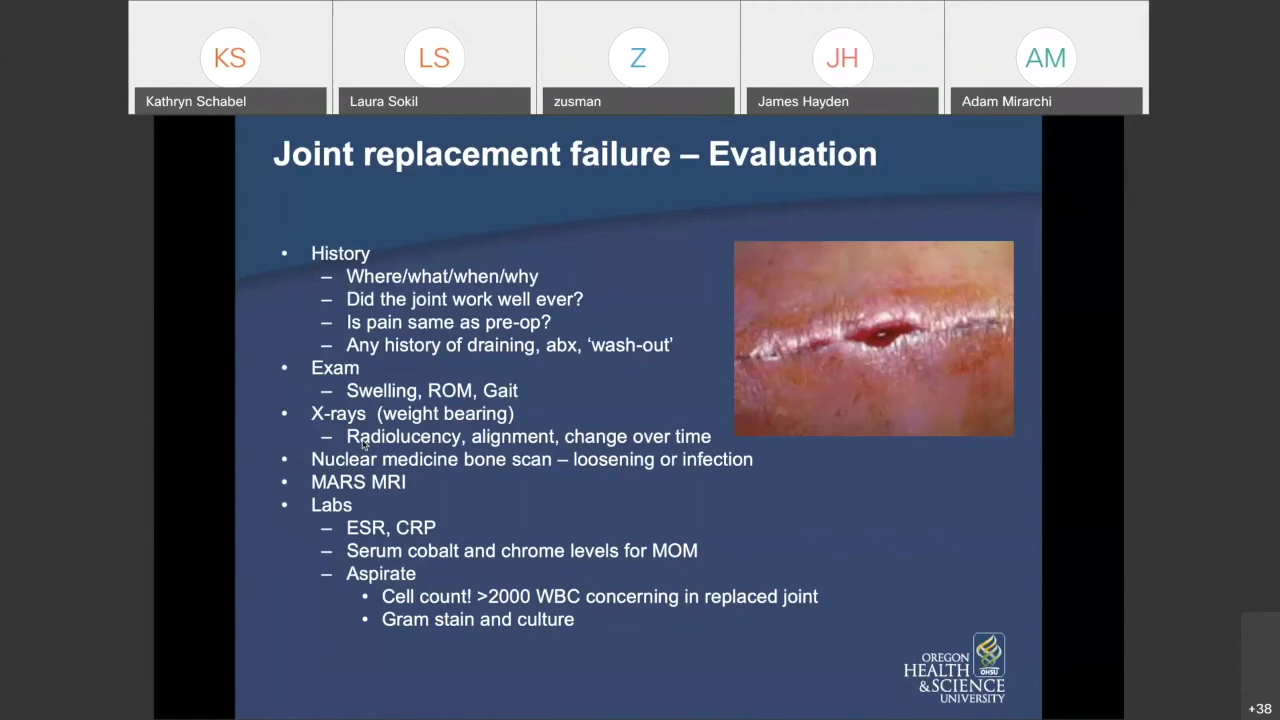 KS
LS
Z
JH
AM
Kathryn Schabel
Laura Sokil
zusman
James Hayden
Adam Mirarchi
Joint replacement failure – Evaluation
• History
– Where/what/when/why
– Did the joint work well ever?
– Is pain same as pre-op?
– Any history of draining, abx, ‘wash-out’
• Exam
– Swelling, ROM, Gait
• X-rays (weight bearing)
– Radiolucency, alignment, change over time
• Nuclear medicine bone scan – loosening or infection
• MARS MRI
• Labs
– ESR, CRP
– Serum cobalt and chrome levels for MOM
– Aspirate
• Cell count! >2000 WBC concerning in replaced joint
• Gram stain and culture
OREGON
HEALTH
&SCIENCE
UNIVERSITY
OHSU
+38